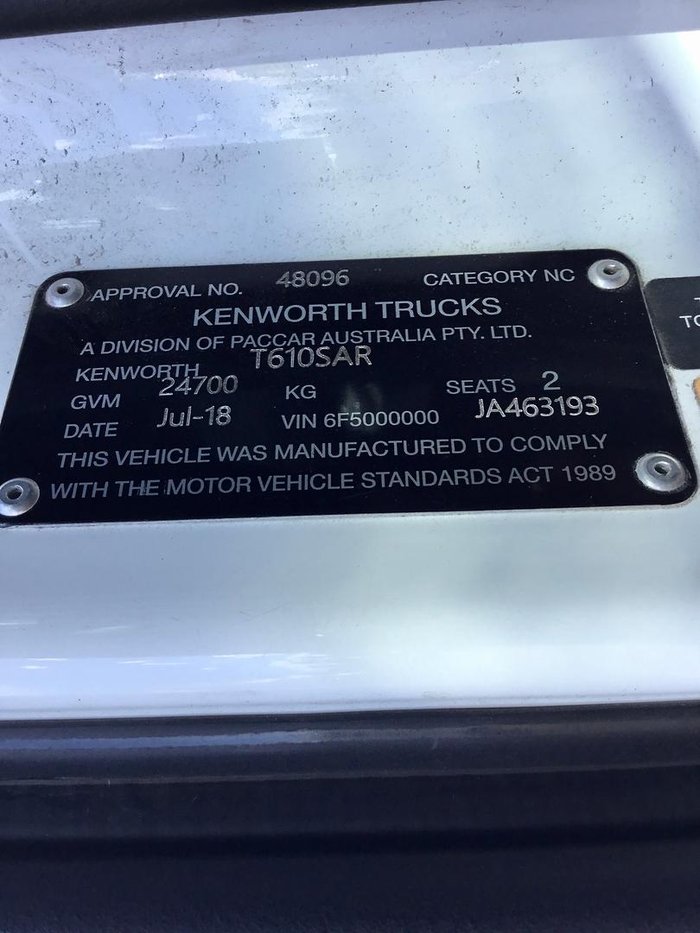 APPROVAL NO. 48096 CATEGORY NC
KENWORTH TRUCKS
A DIVISION OF PACCAR AUSTRALIA PTY. LTD.
KENWORTH T610SAR
GVM 24700 KG SEATS 2
DATE Jul-18 VIN 6F5000000 JA463193
THIS VEHICLE WAS MANUFACTURED TO COMPLY
WITH THE MOTOR VEHICLE STANDARDS ACT 1989